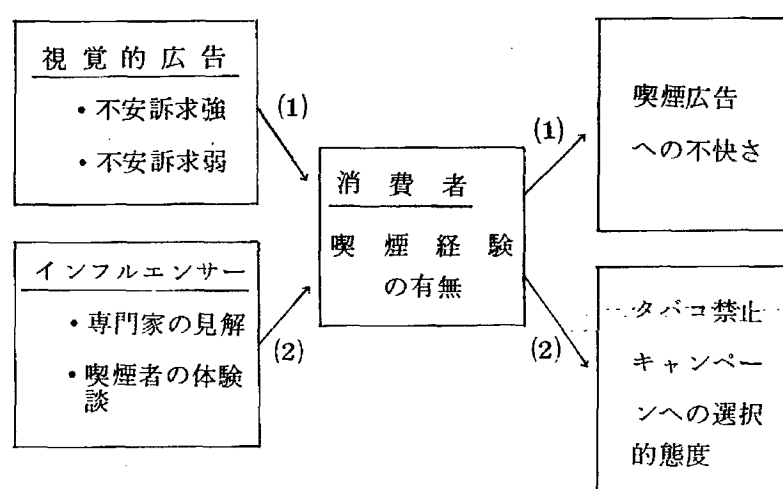 視覚的広告
・不安訴求強
・不安訴求弱
(1)
インフルエンサー
・専門家の見解
・喫煙者の体験
談
(2)
消費者
喫煙経験
の有無
(1)
(2)
喫煙広告
への不快さ
タバコ禁止
キャンペー
ンへの選択
的態度